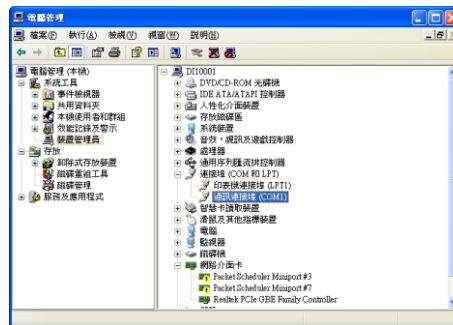 電腦管理
檔案(F) 執行(A) 檢視(V) 視窗(W) 說明(H)
電腦管理 (本機)
系統工具
事件檢視器
共用資料夾
本機使用者和群組
效能記錄及警示
裝置管理員
存放
卸除式存放裝置
磁碟重組工具
磁碟管理
服務及應用程式
DI10001
DVD/CD-ROM 光碟機
IDE ATA/ATAPI 控制器
人性化介面裝置
存放磁碟區
系統裝置
音效，視訊及遊戲控制器
處理器
通用序列匯流排控制器
連接埠 (COM 和 LPT)
印表機連接埠 (LPT1)
通訊連接埠 (COM1)
智慧卡讀取裝置
滑鼠及其他指標裝置
電腦
監視器
磁碟機
網路介面卡
Packet Scheduler Miniport #3
Packet Scheduler Miniport #7
Realtek PCIe GBE Family Controller